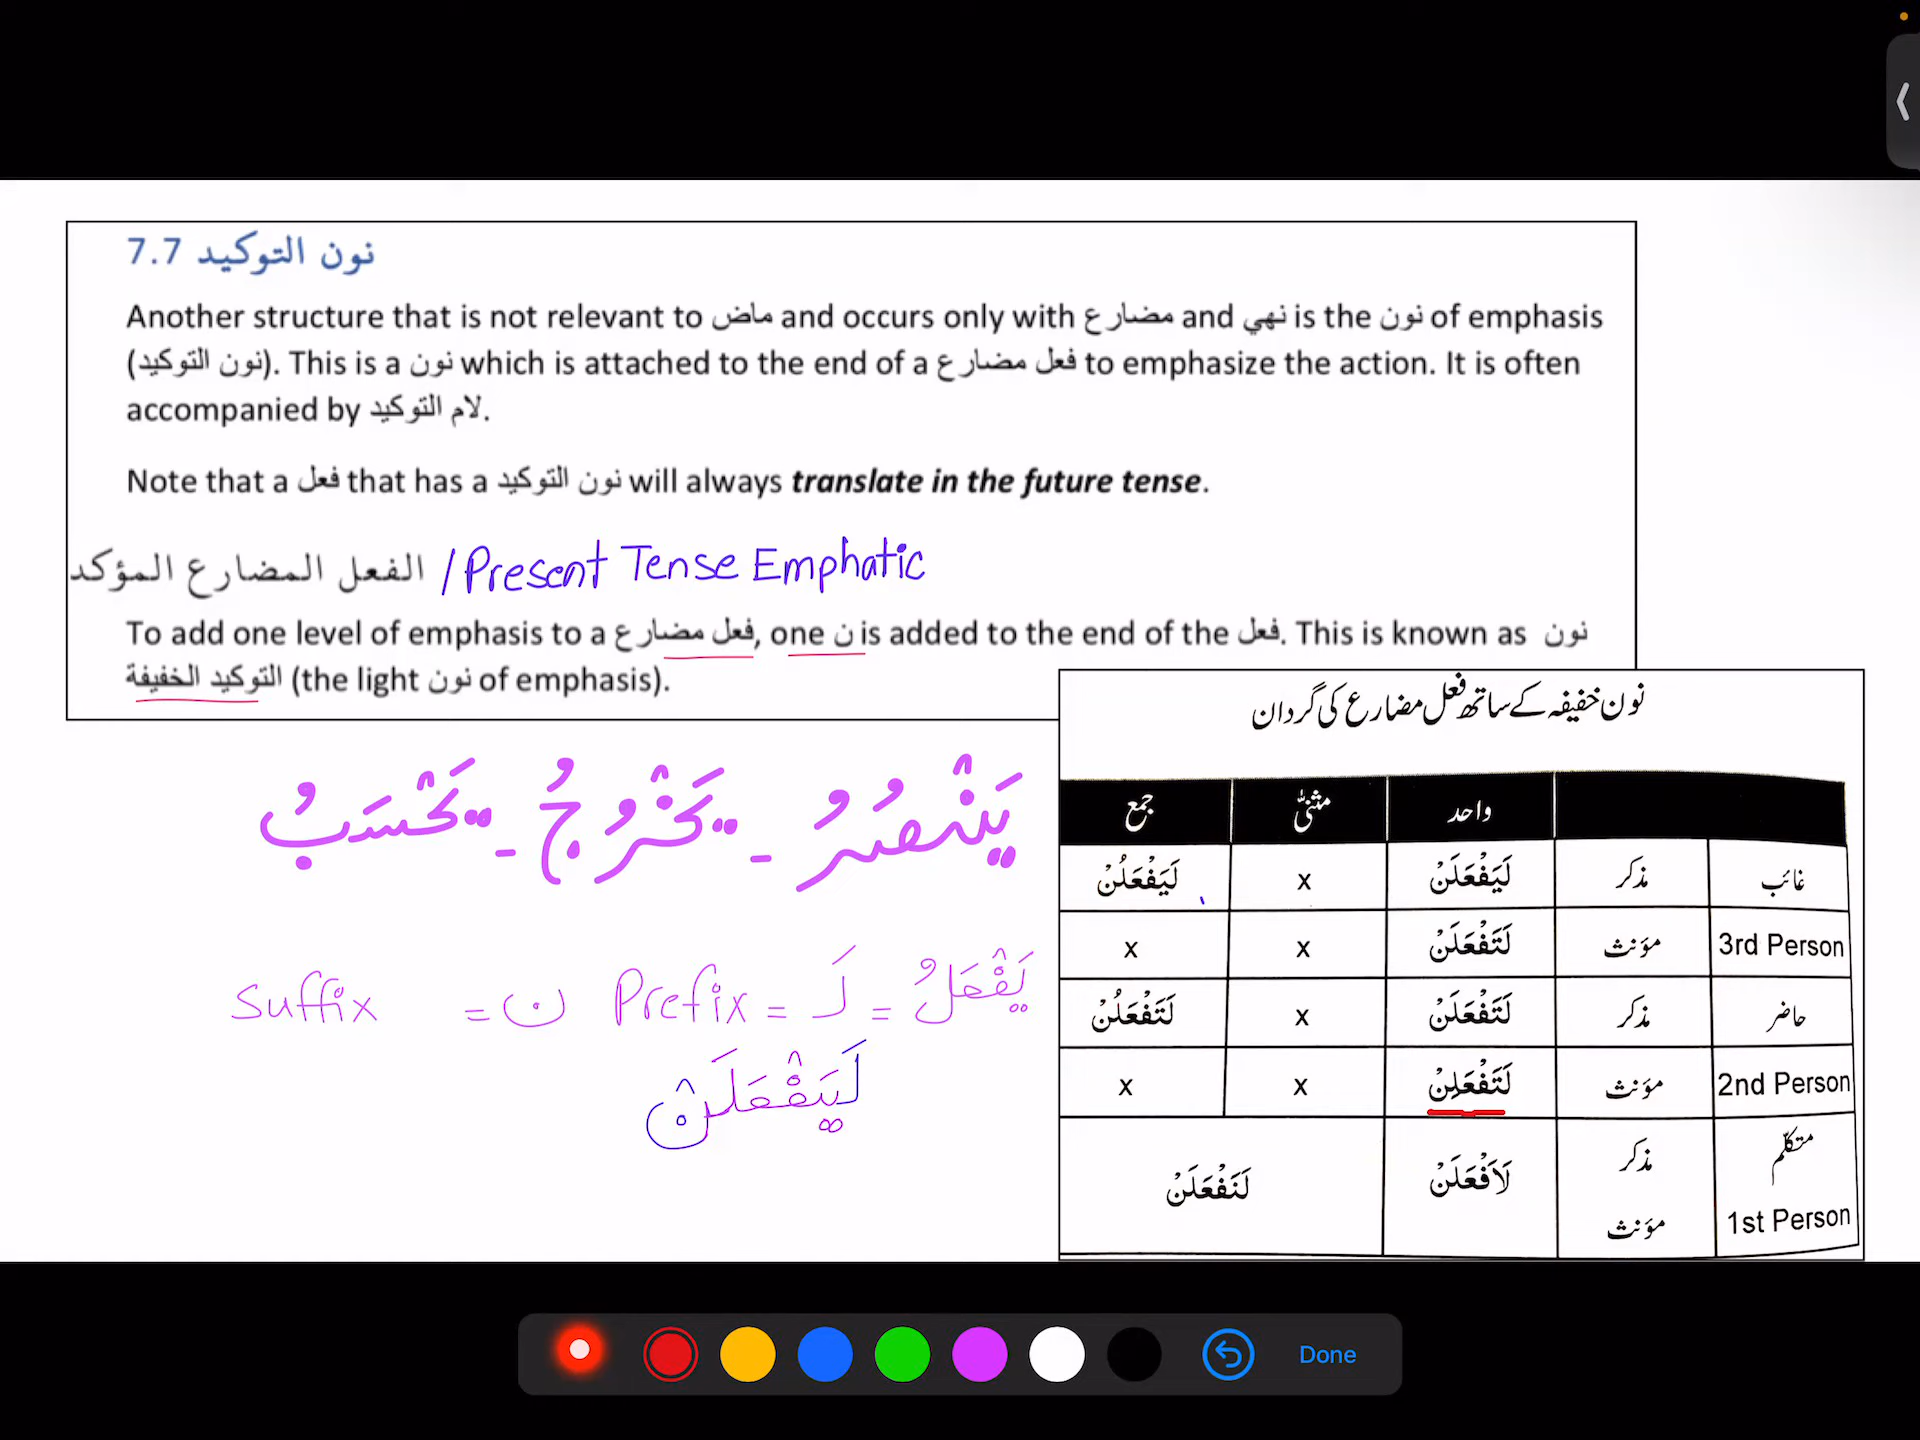 7.7 نون التوكيد
Another structure that is not relevant to ماض and occurs only with مضارع and نهي is the نون of emphasis
(نون التوكيد). This is a نون which is attached to the end of a فعل مضارع to emphasize the action. It is often
accompanied by لام التوكيد.
Note that a فعل that has a نون التوكيد will always translate in the future tense.
الفعل المضارع المؤكد / Present Tense Emphatic
To add one level of emphasis to a فعل مضارع, one ن is added to the end of the فعل. This is known as نون
التوكيد الخفيفة (the light نون of emphasis).
يَنْصُرُ - يَخْرُجُ - يَحْسَبُ
يَفْعَلُ = لَ = Prefix ن = Suffix
لَيَفْعَلَنْ
نون خفیفہ کے ساتھ فعل مضارع کی گردان
واحد مثنیٰ جمع
غائب مذکر لَيَفْعَلَنْ x لَيَفْعَلُنْ
3rd Person مؤنث لَتَفْعَلَنْ x x
حاضر مذکر لَتَفْعَلَنْ x لَتَفْعَلُنْ
2nd Person مؤنث لَتَفْعَلِنْ x x
متکلم مذکر لَاَفْعَلَنْ لَنَفْعَلَنْ
1st Person مؤنث
Done